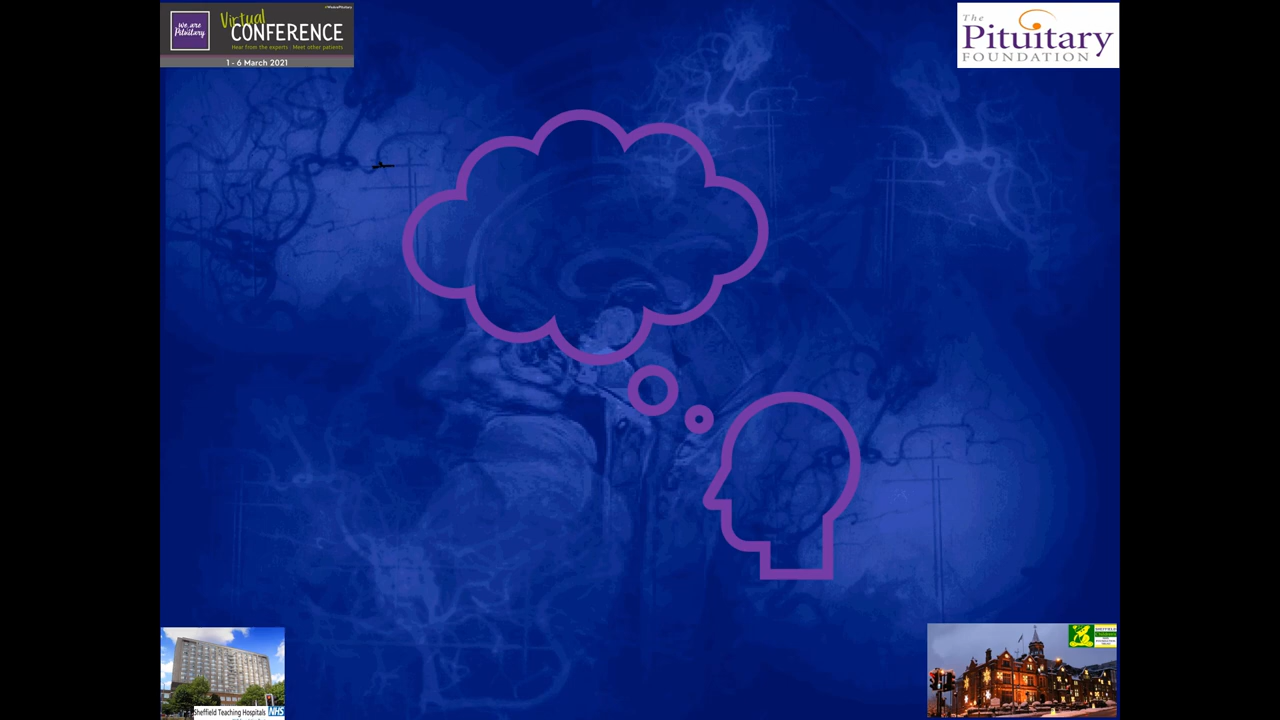 #WeArePituitary
we are
Pituitary
Virtual
CONFERENCE
Hear from the experts · Meet other patients
1 - 6 March 2021
The
Pituitary
FOUNDATION
Sheffield Teaching Hospitals NHS